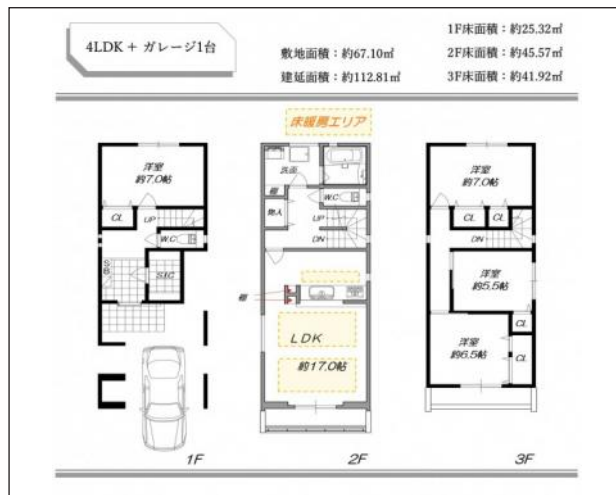 4LDK + ガレージ1台
敷地面積：約67.10㎡
建延面積：約112.81㎡
1F床面積：約25.32㎡
2F床面積：約45.57㎡
3F床面積：約41.92㎡
床暖房エリア
洋室
約7.0帖
CL
UP
W.C
SB
S.I.C
1F
洗面
棚
物入
W.C
UP
DN
棚
LDK
約17.0帖
2F
洋室
約7.0帖
CL
CL
DN
洋室
約5.5帖
CL
洋室
約6.5帖
CL
3F